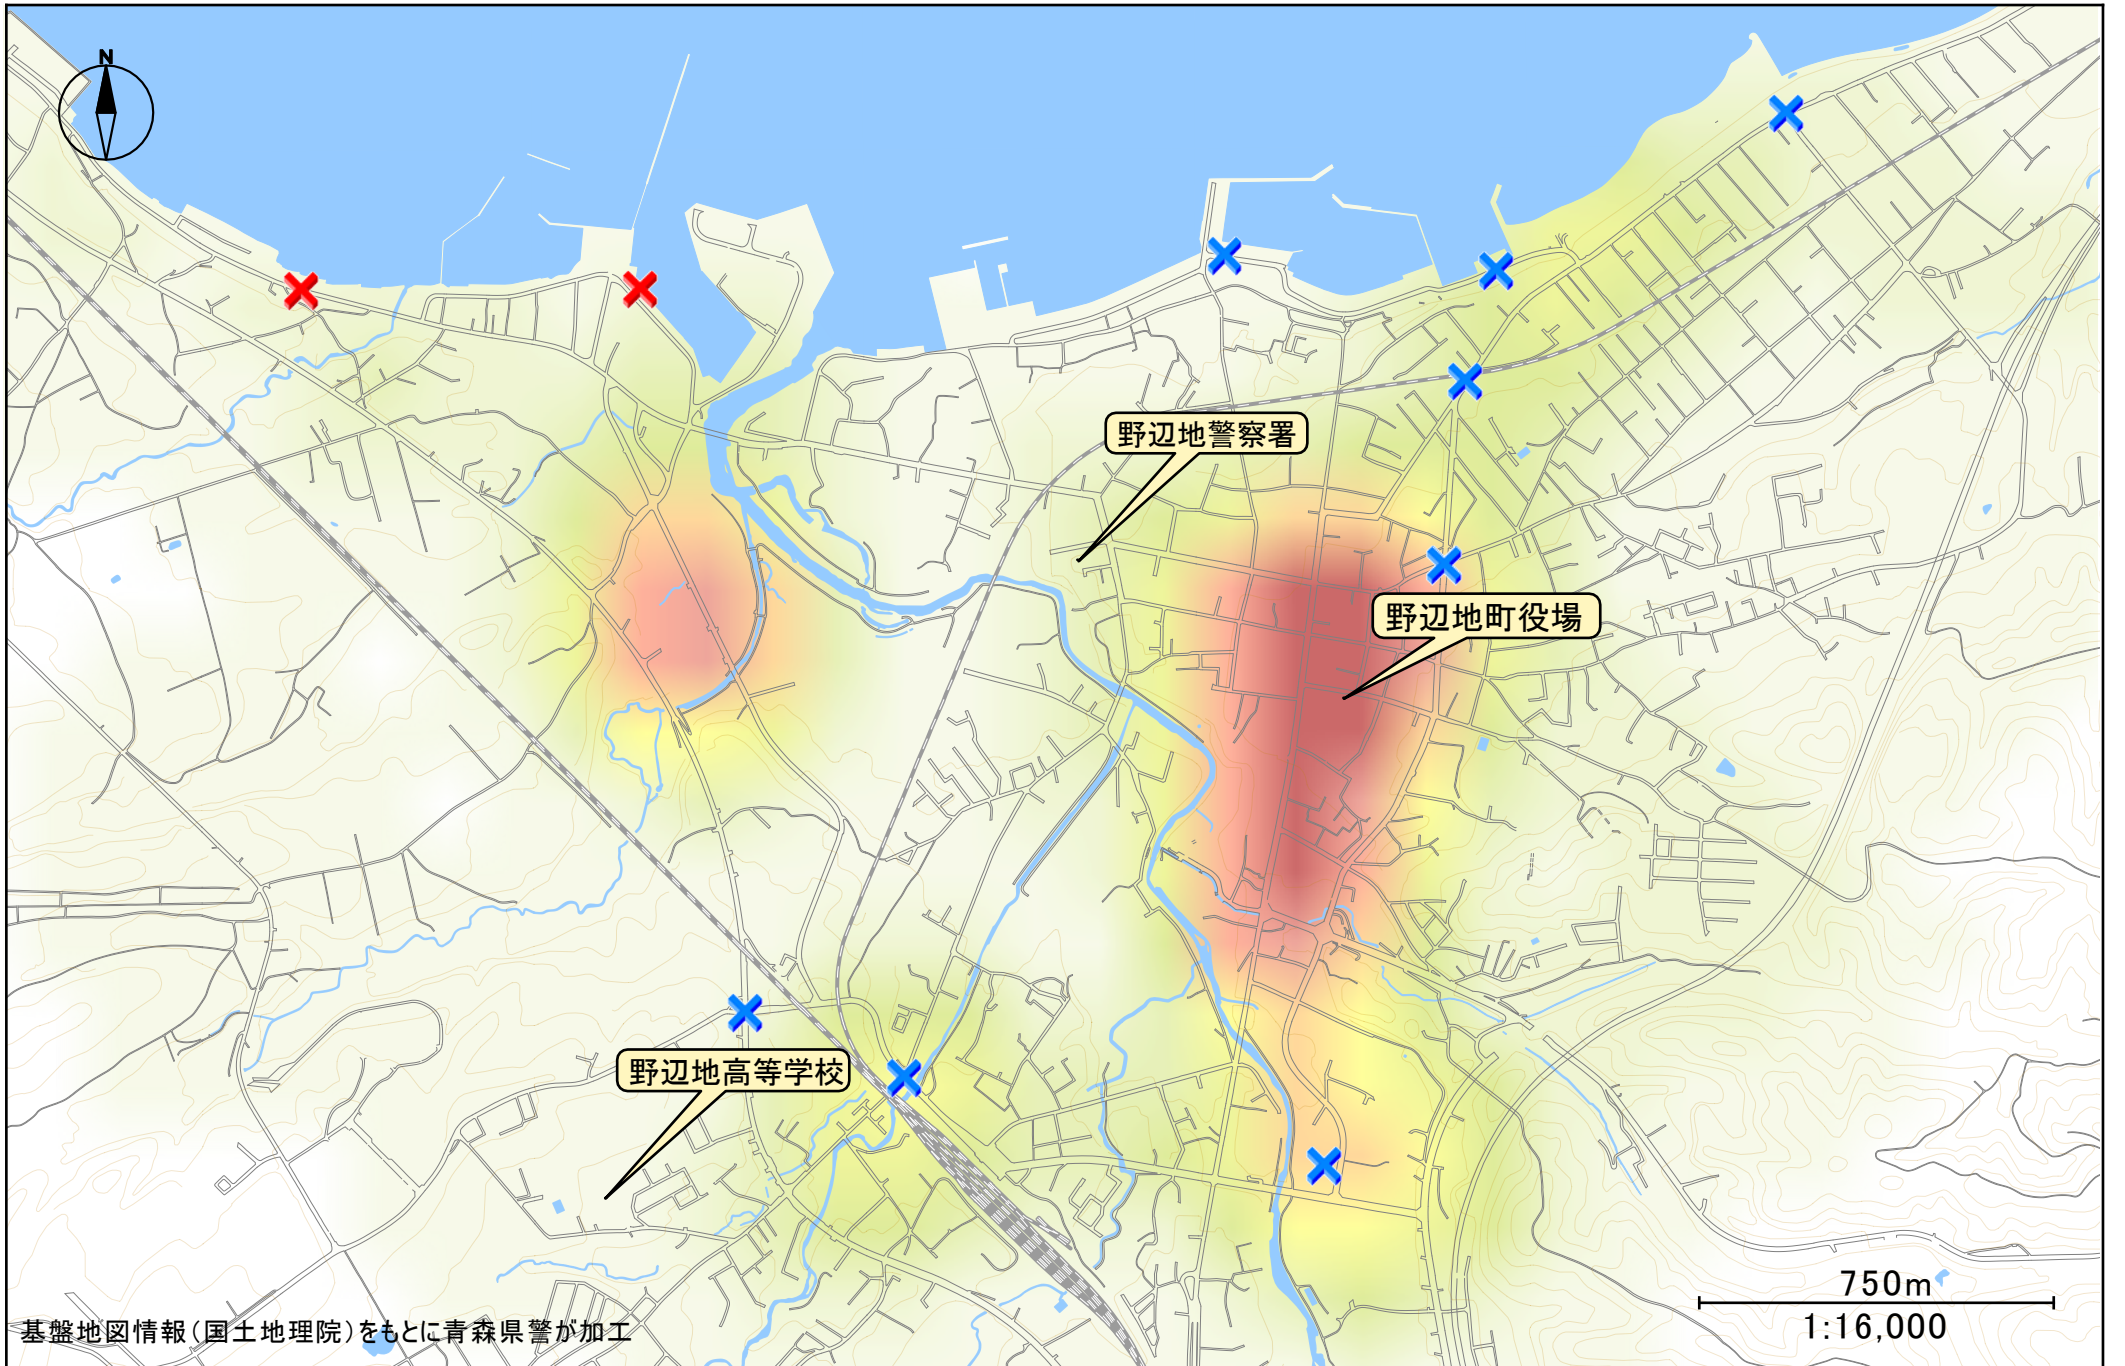 N
野辺地警察署
野辺地町役場
野辺地高等学校
750m
1:16,000
基盤地図情報(国土地理院)をもとに青森県警が加工